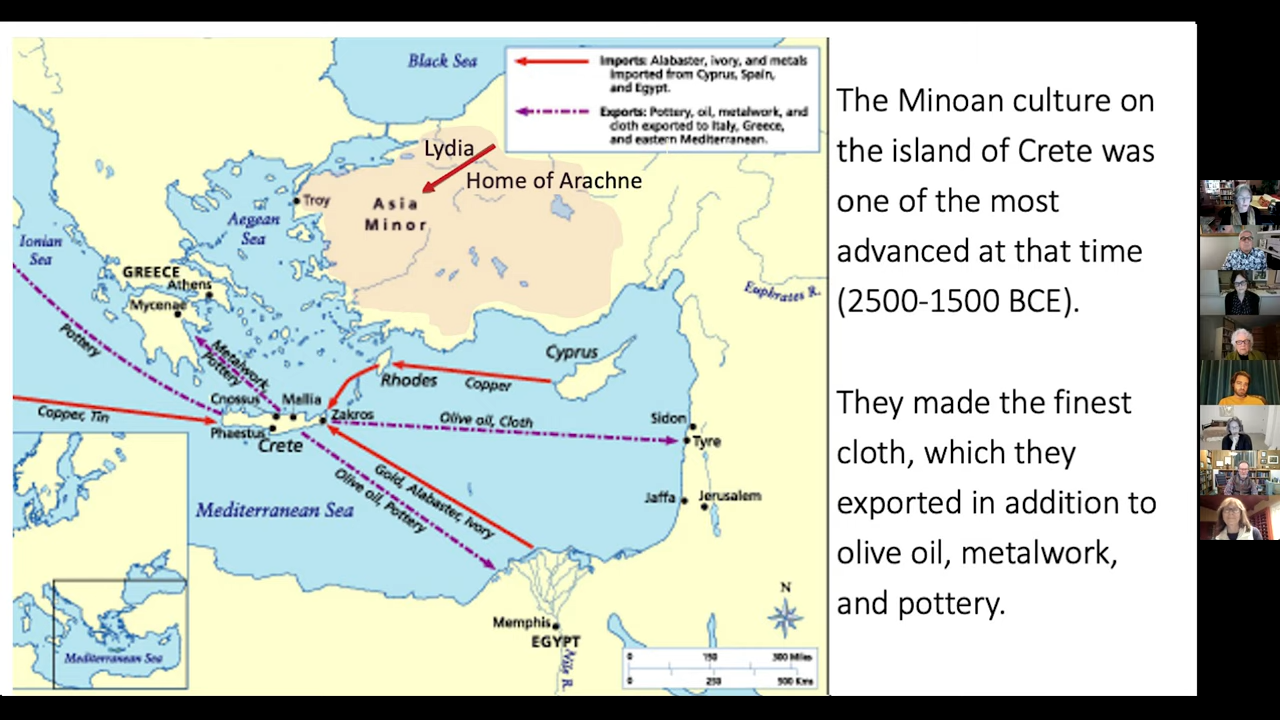 Black Sea
Imports: Alabaster, ivory, and metals
imported from Cyprus, Spain,
and Egypt.
Exports: Pottery, oil, metalwork, and
cloth exported to Italy, Greece,
and eastern Mediterranean.
Lydia
Home of Arachne
Troy
Asia
Minor
Aegean
Sea
Ionian
Sea
GREECE
Athens
Mycenae
Euphrates R.
Pottery
Metalwork
Pottery
Cyprus
Rhodes
Copper
Cnossus
Mallia
Copper, Tin
Zakros
Olive oil, Cloth
Sidon
Phaestus
Crete
Tyre
Gold, Alabaster, Ivory
Olive oil, Pottery
Jaffa
Jerusalem
Mediterranean Sea
N
Memphis
EGYPT
Nile R.
Mediterranean Sea
0 150 300 Miles
0 250 500 Kms
The Minoan culture on
the island of Crete was
one of the most
advanced at that time
(2500-1500 BCE).
They made the finest
cloth, which they
exported in addition to
olive oil, metalwork,
and pottery.